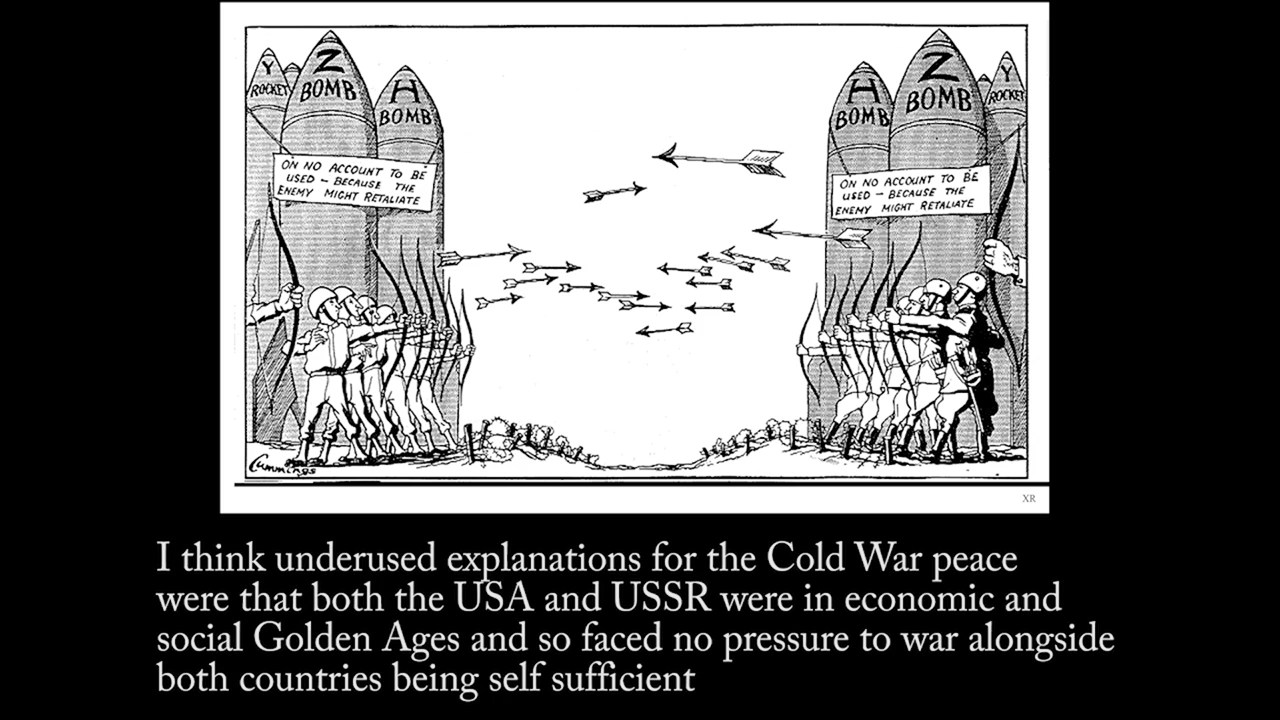 Y
ROCKET
Z
BOMB
H
BOMB
ON NO ACCOUNT TO BE
USED – BECAUSE THE
ENEMY MIGHT RETALIATE
H
BOMB
Z
BOMB
Y
ROCKET
ON NO ACCOUNT TO BE
USED – BECAUSE THE
ENEMY MIGHT RETALIATE
Cummings
XR
I think underused explanations for the Cold War peace
were that both the USA and USSR were in economic and
social Golden Ages and so faced no pressure to war alongside
both countries being self sufficient